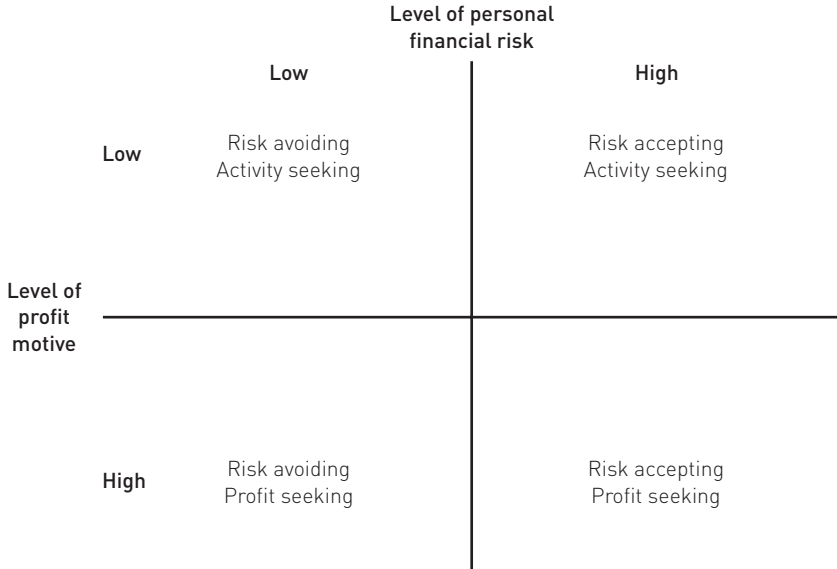 Level of personal
financial risk
Low
High
Low
Risk avoiding
Activity seeking
Risk accepting
Activity seeking
Level of
profit
motive
High
Risk avoiding
Profit seeking
Risk accepting
Profit seeking